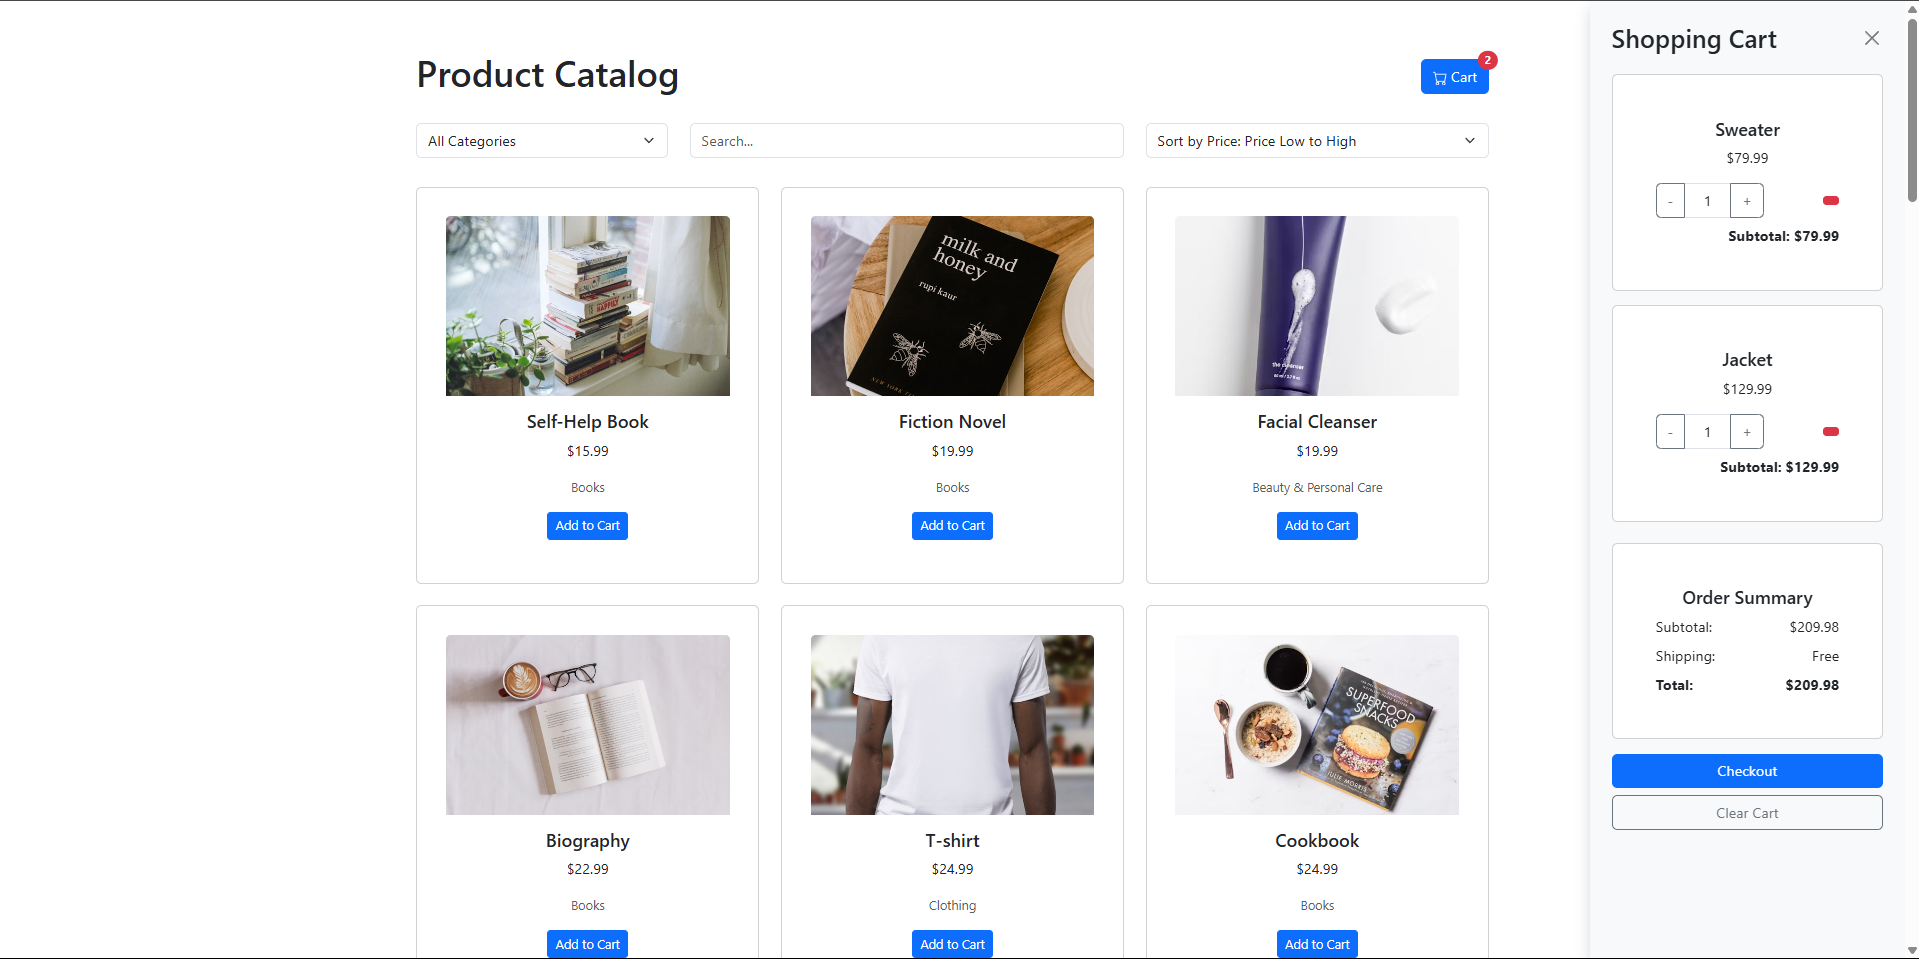 Product Catalog
Cart
2
All Categories
Search...
Sort by Price: Price Low to High
milk and
honey
rupi kaur
the cleanser
Self-Help Book
$15.99
Books
Add to Cart
Fiction Novel
$19.99
Books
Add to Cart
Facial Cleanser
$19.99
Beauty & Personal Care
Add to Cart
SUPERFOOD
SNACKS
JULIE MORRIS
Biography
$22.99
Books
Add to Cart
T-shirt
$24.99
Clothing
Add to Cart
Cookbook
$24.99
Books
Add to Cart
Shopping Cart
Sweater
$79.99
- 1 +
Subtotal: $79.99
Jacket
$129.99
- 1 +
Subtotal: $129.99
Order Summary
Subtotal: $209.98
Shipping: Free
Total: $209.98
Checkout
Clear Cart